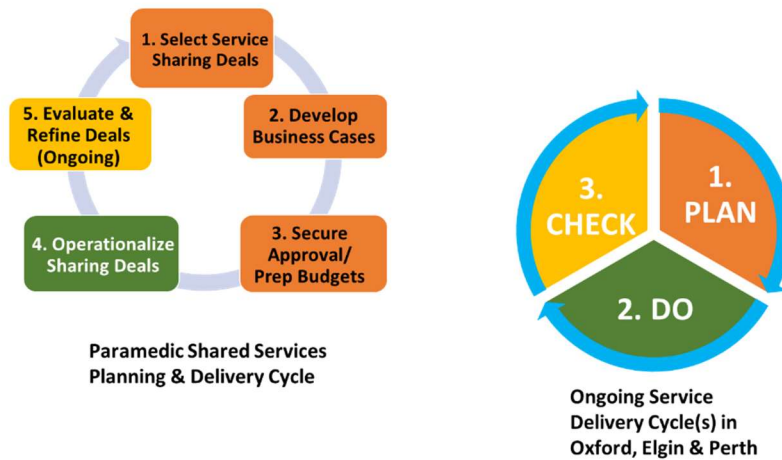 1. Select Service
Sharing Deals
2. Develop
Business Cases
3. Secure
Approval/
Prep Budgets
4. Operationalize
Sharing Deals
5. Evaluate &
Refine Deals
(Ongoing)
Paramedic Shared Services
Planning & Delivery Cycle
1.
PLAN
2. DO
3.
CHECK
Ongoing Service
Delivery Cycle(s) in
Oxford, Elgin & Perth